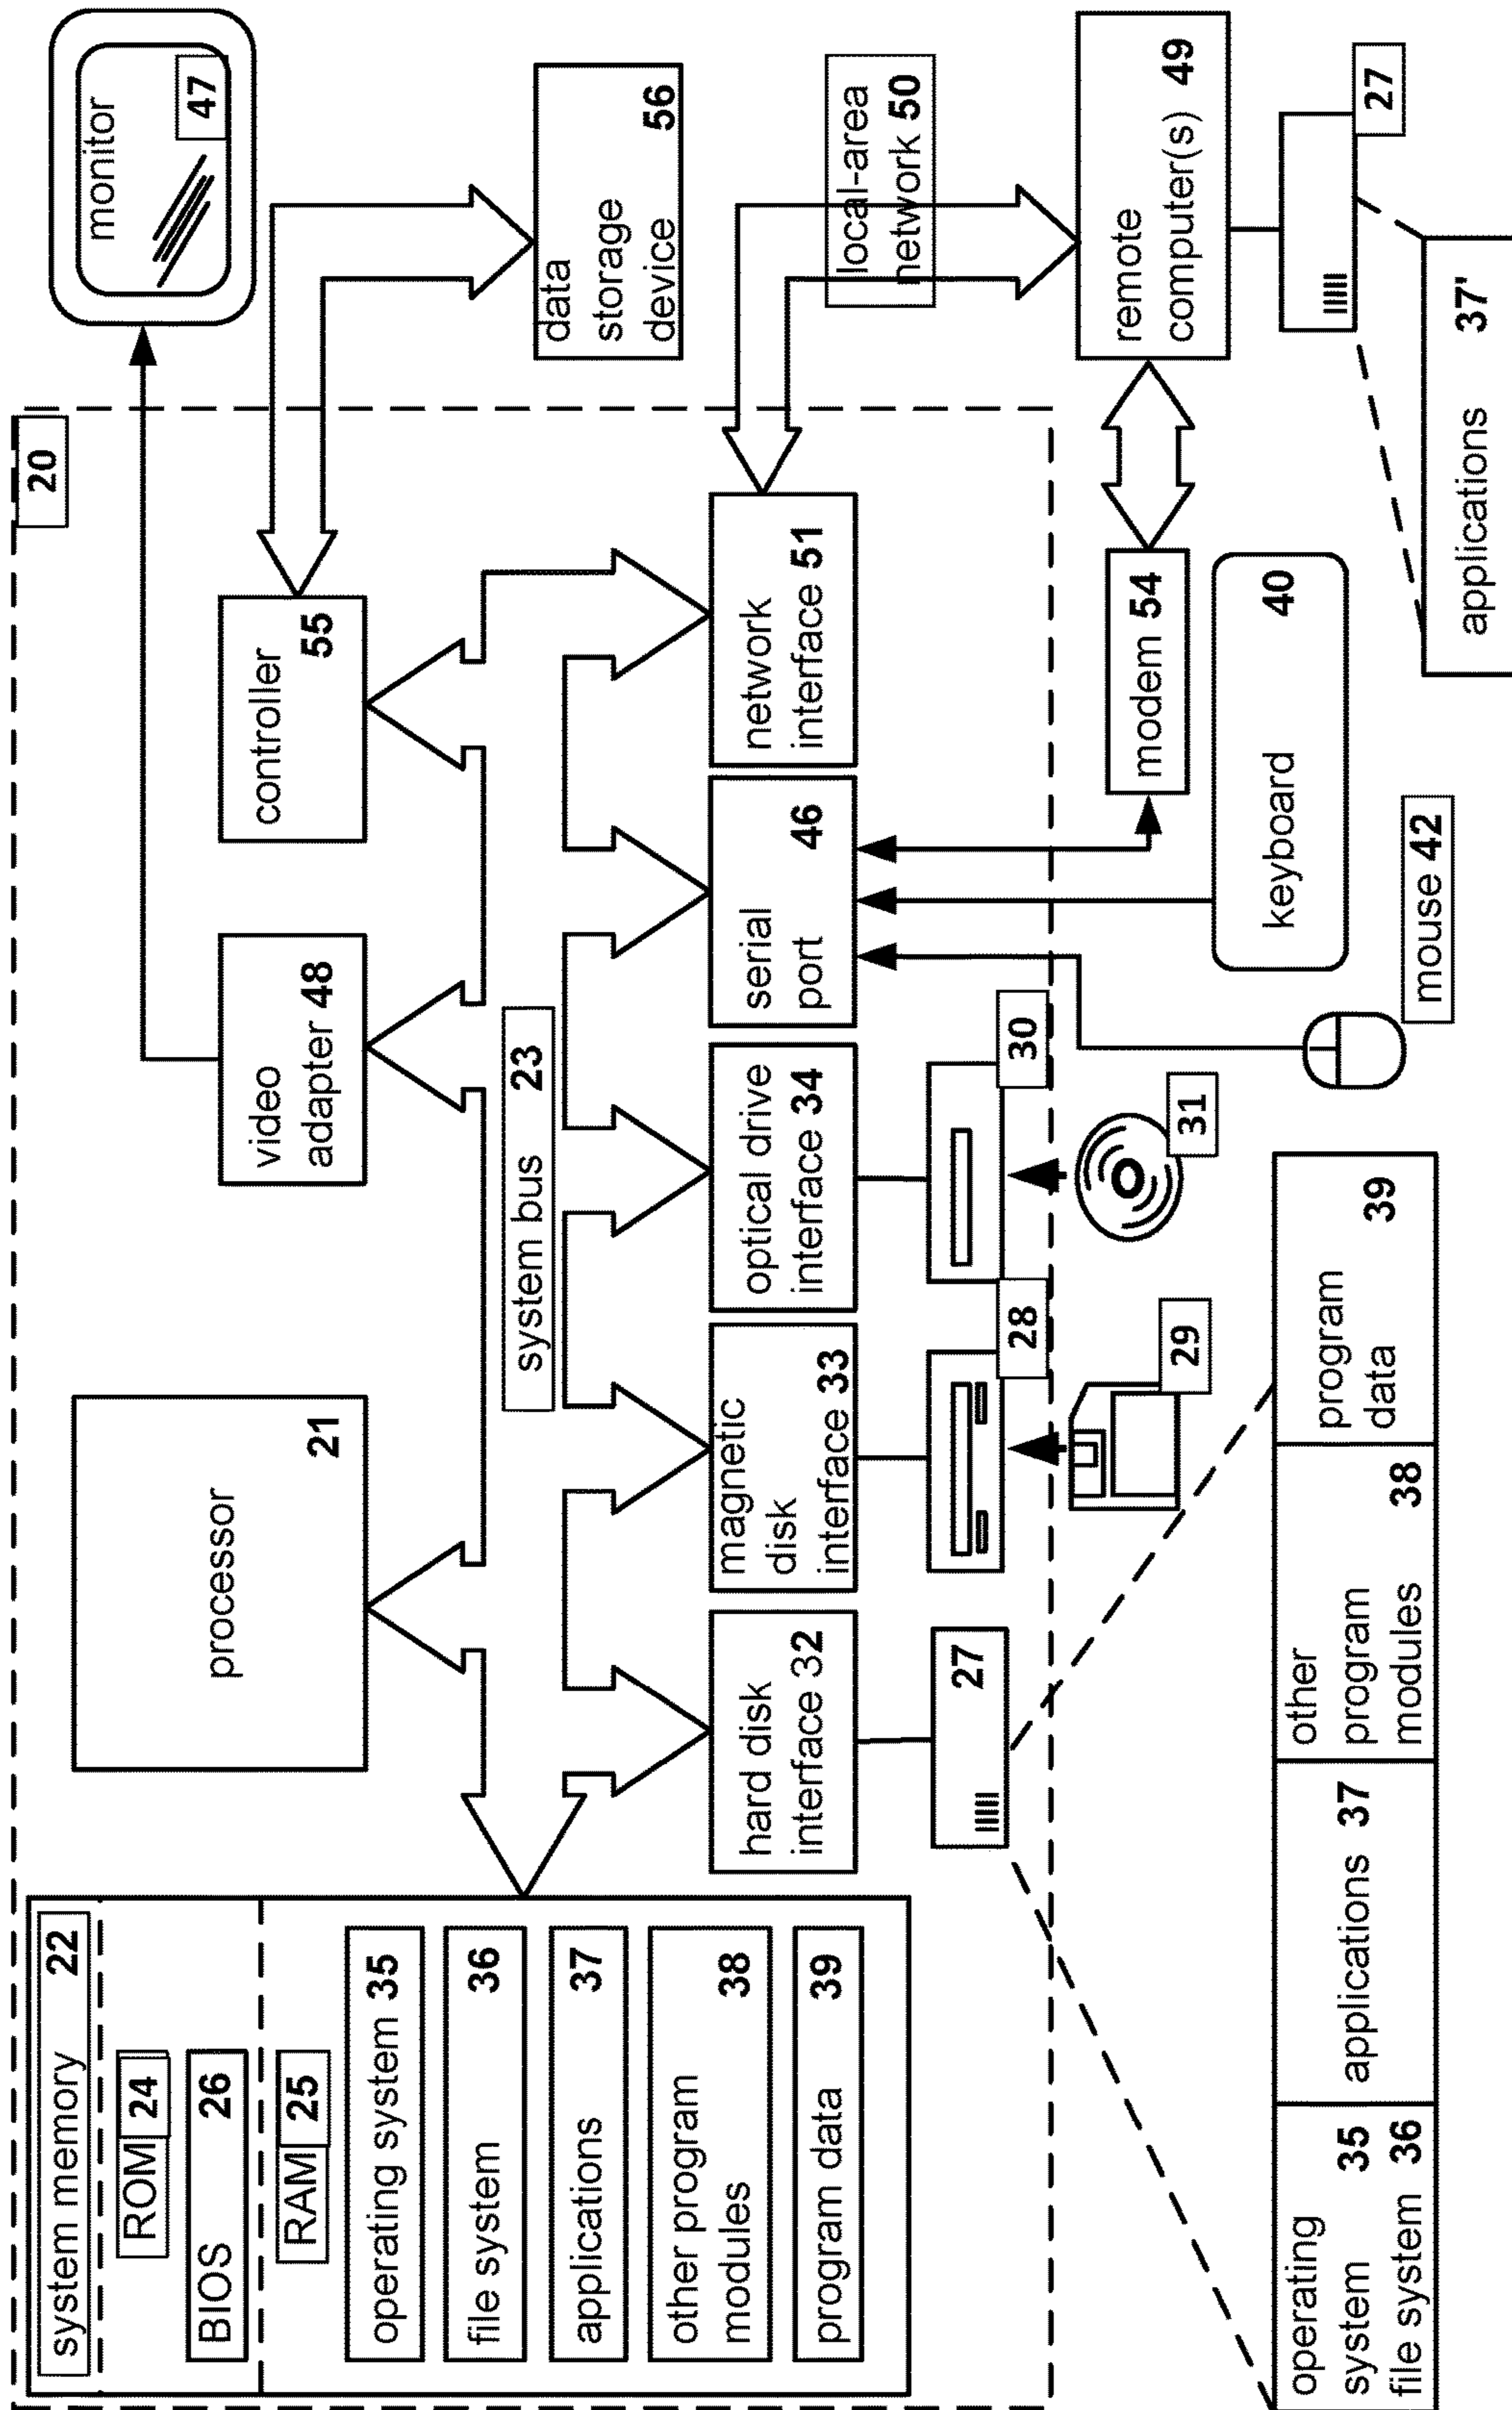 20
system memory 22
ROM 24
BIOS 26
RAM 25
operating system 35
file system 36
applications 37
other program
modules 38
program data 39
processor
21
video
adapter 48
controller
55
monitor
47
system bus 23
data
storage
device 56
hard disk
interface 32
magnetic
disk
interface 33
optical drive
interface 34
serial
port 46
network
interface 51
local-area
network 50
27
28
30
29
31
modem 54
remote
computer(s) 49
keyboard 40
mouse 42
27
operating
system 35
file system 36
applications 37
other
program
modules 38
program
data 39
applications 37'